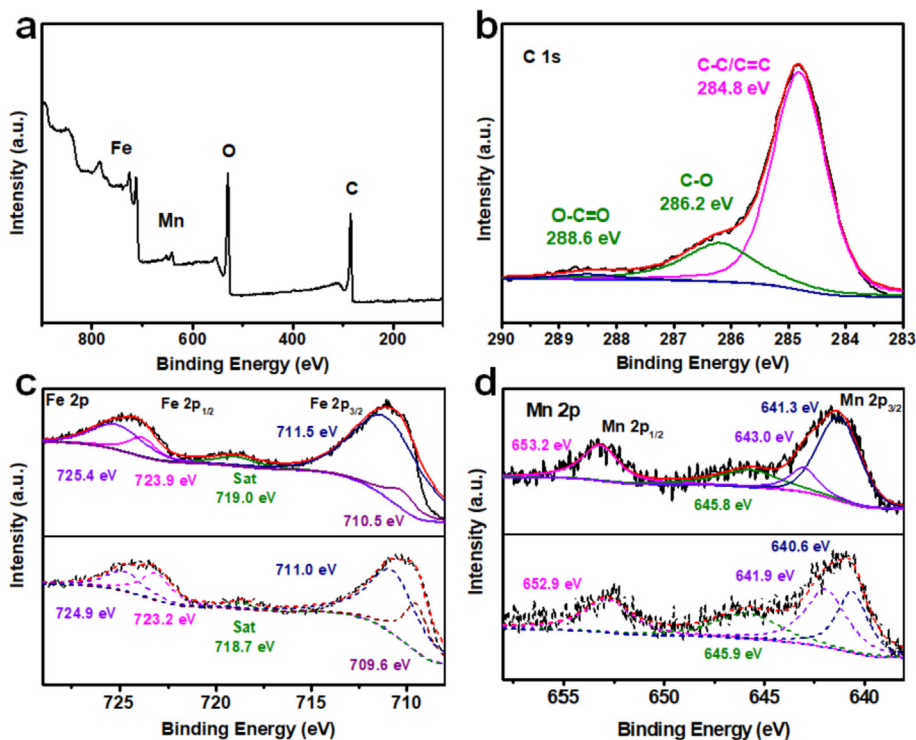 a
Fe
Mn
O
C
Intensity (a.u.)
800
600
400
200
Binding Energy (eV)
b
C 1s
C-C/C=C
284.8 eV
C-O
286.2 eV
O-C=O
288.6 eV
Intensity (a.u.)
290 289 288 287 286 285 284 283
Binding Energy (eV)
c
Fe 2p
Fe 2p1/2
Fe 2p3/2
711.5 eV
725.4 eV
723.9 eV
Sat
719.0 eV
710.5 eV
711.0 eV
724.9 eV
723.2 eV
Sat
718.7 eV
709.6 eV
Intensity (a.u.)
725 720 715 710
Binding Energy (eV)
d
Mn 2p
Mn 2p1/2
Mn 2p3/2
641.3 eV
643.0 eV
653.2 eV
645.8 eV
640.6 eV
641.9 eV
652.9 eV
645.9 eV
Intensity (a.u.)
655 650 645 640
Binding Energy (eV)